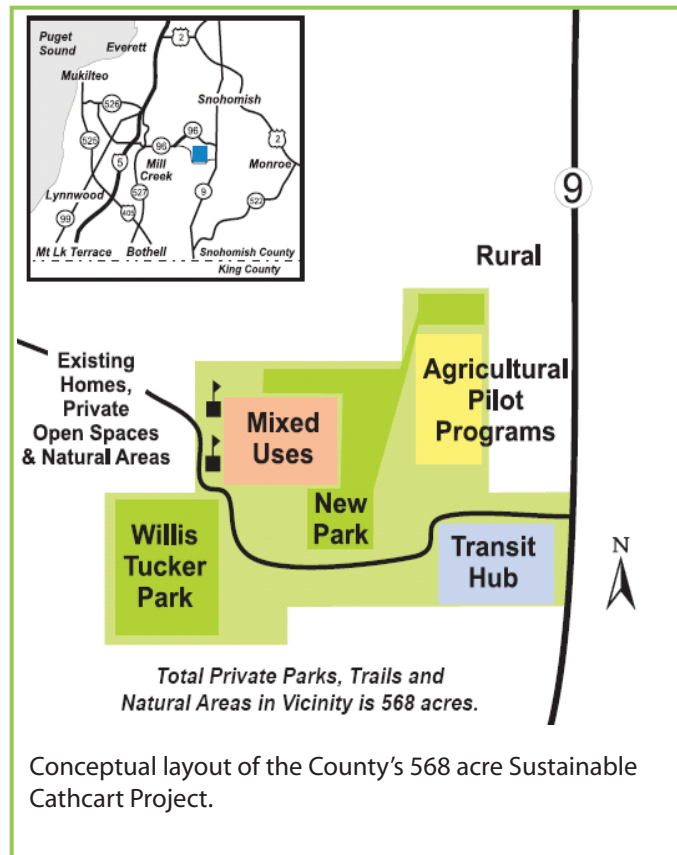 Puget
Sound
Everett
2
Mukilteo
Snohomish
526
96
2
525
96
5
Mill
Creek
Monroe
527
9
Lynnwood
522
99
405
Mt Lk Terrace
Bothell
Snohomish County
King County
9
Rural
Existing
Homes,
Private
Open Spaces
& Natural Areas
Agricultural
Pilot
Programs
Mixed
Uses
New
Park
Willis
Tucker
Park
Transit
Hub
N
Total Private Parks, Trails and
Natural Areas in Vicinity is 568 acres.
Conceptual layout of the County’s 568 acre Sustainable
Cathcart Project.